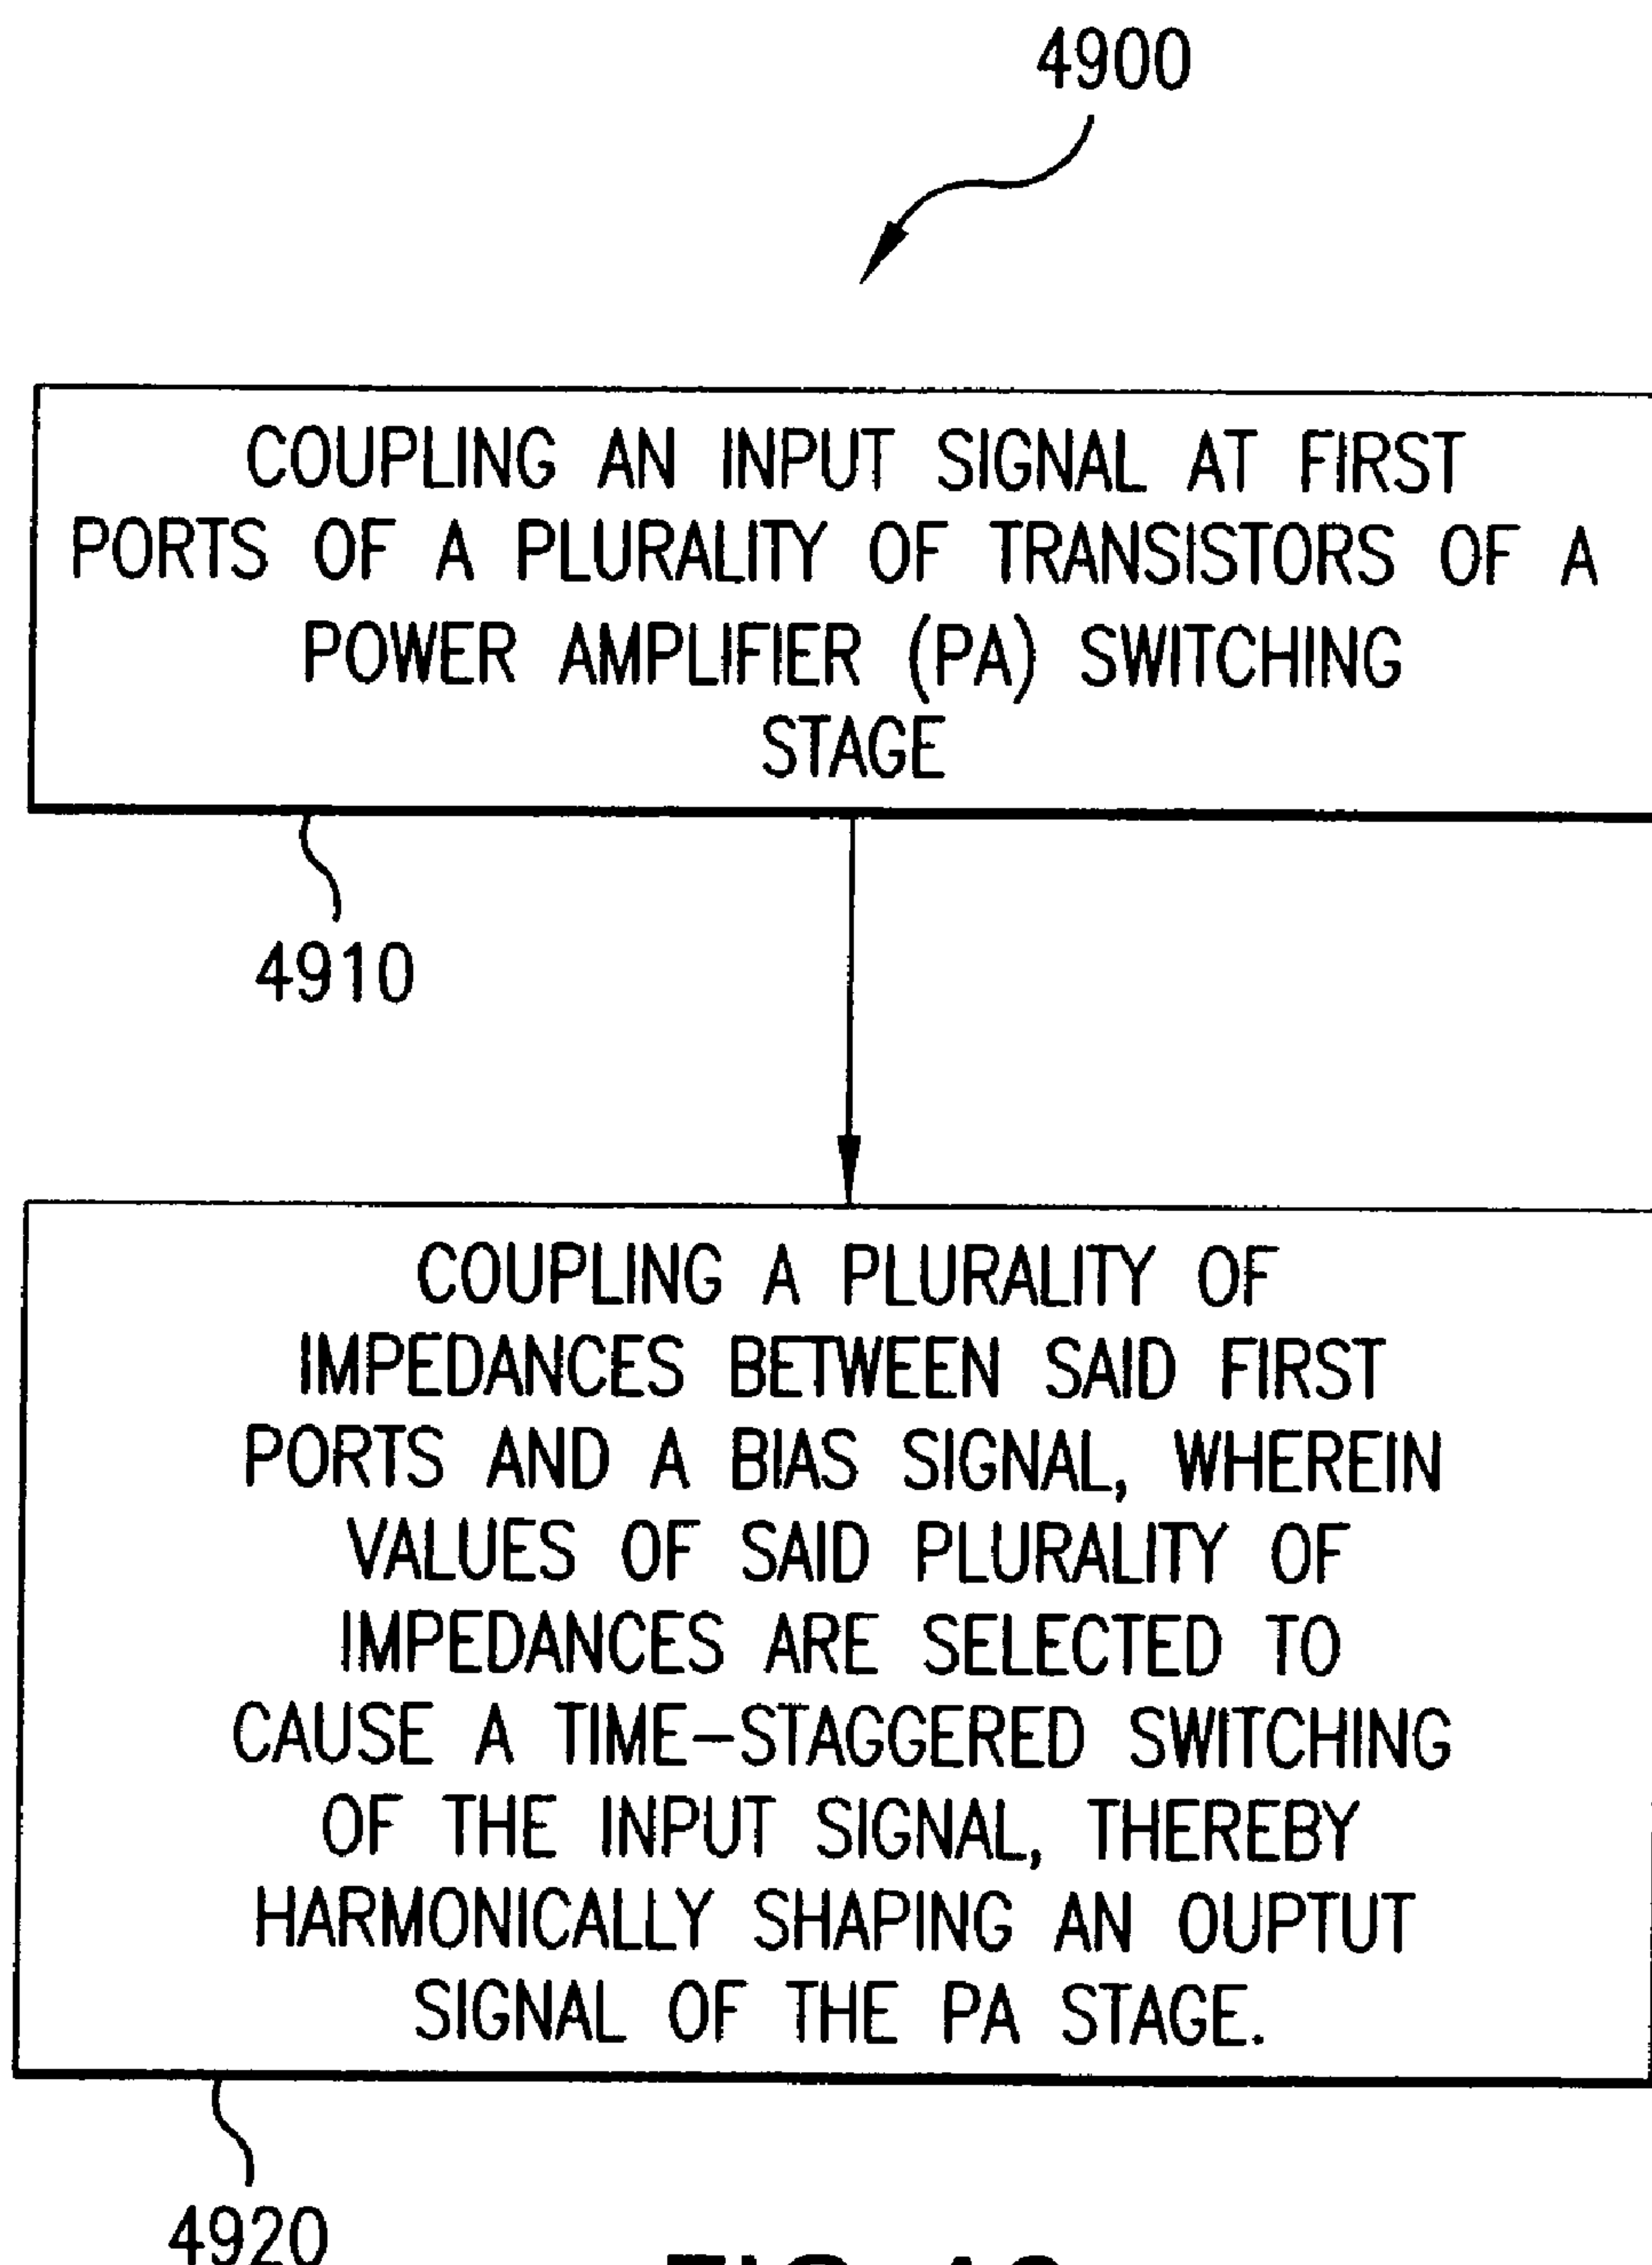 4900
COUPLING AN INPUT SIGNAL AT FIRST
PORTS OF A PLURALITY OF TRANSISTORS OF A
POWER AMPLIFIER (PA) SWITCHING
STAGE
4910
COUPLING A PLURALITY OF
IMPEDANCES BETWEEN SAID FIRST
PORTS AND A BIAS SIGNAL, WHEREIN
VALUES OF SAID PLURALITY OF
IMPEDANCES ARE SELECTED TO
CAUSE A TIME-STAGGERED SWITCHING
OF THE INPUT SIGNAL, THEREBY
HARMONICALLY SHAPING AN OUPTUT
SIGNAL OF THE PA STAGE.
4920